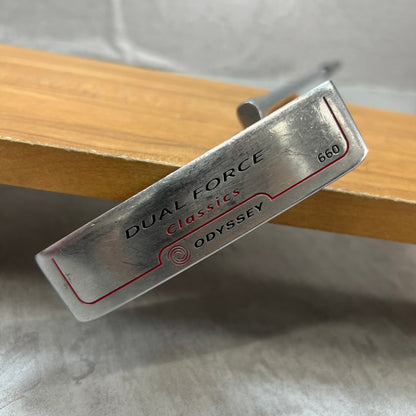 DUAL FORCE
Classics
ODYSSEY
660